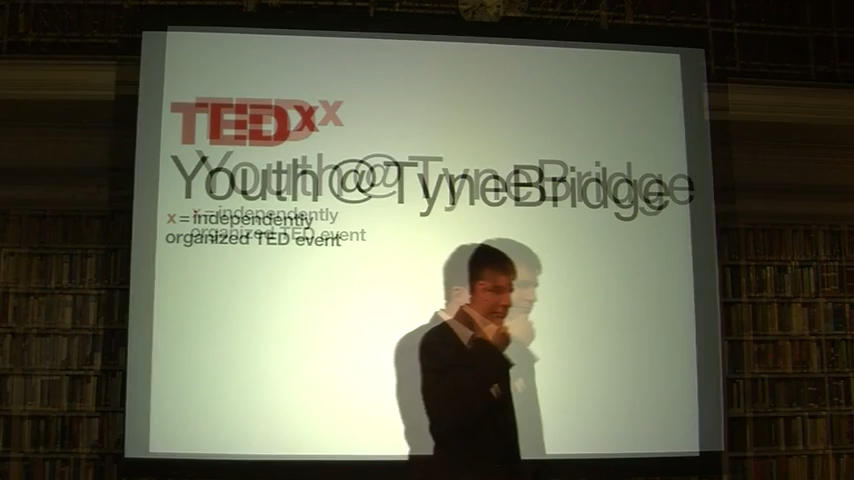 TEDx
Youth@TyneBridge
x = independently
organized TED event